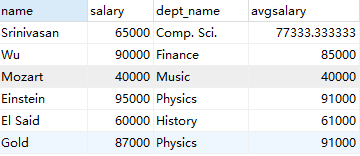 name salary dept_name avgsalary
Srinivasan 65000 Comp. Sci. 77333.333333
Wu 90000 Finance 85000
Mozart 40000 Music 40000
Einstein 95000 Physics 91000
El Said 60000 History 61000
Gold 87000 Physics 91000